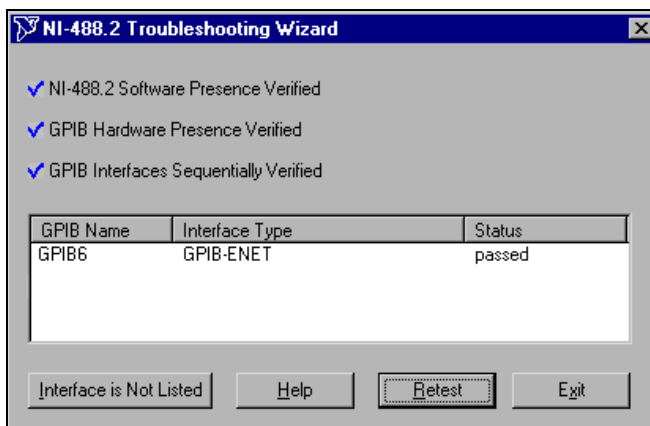 NI-488.2 Troubleshooting Wizard
NI-488.2 Software Presence Verified
GPIB Hardware Presence Verified
GPIB Interfaces Sequentially Verified
GPIB Name Interface Type Status
GPIB6 GPIB-ENET passed
Interface is Not Listed Help Retest Exit